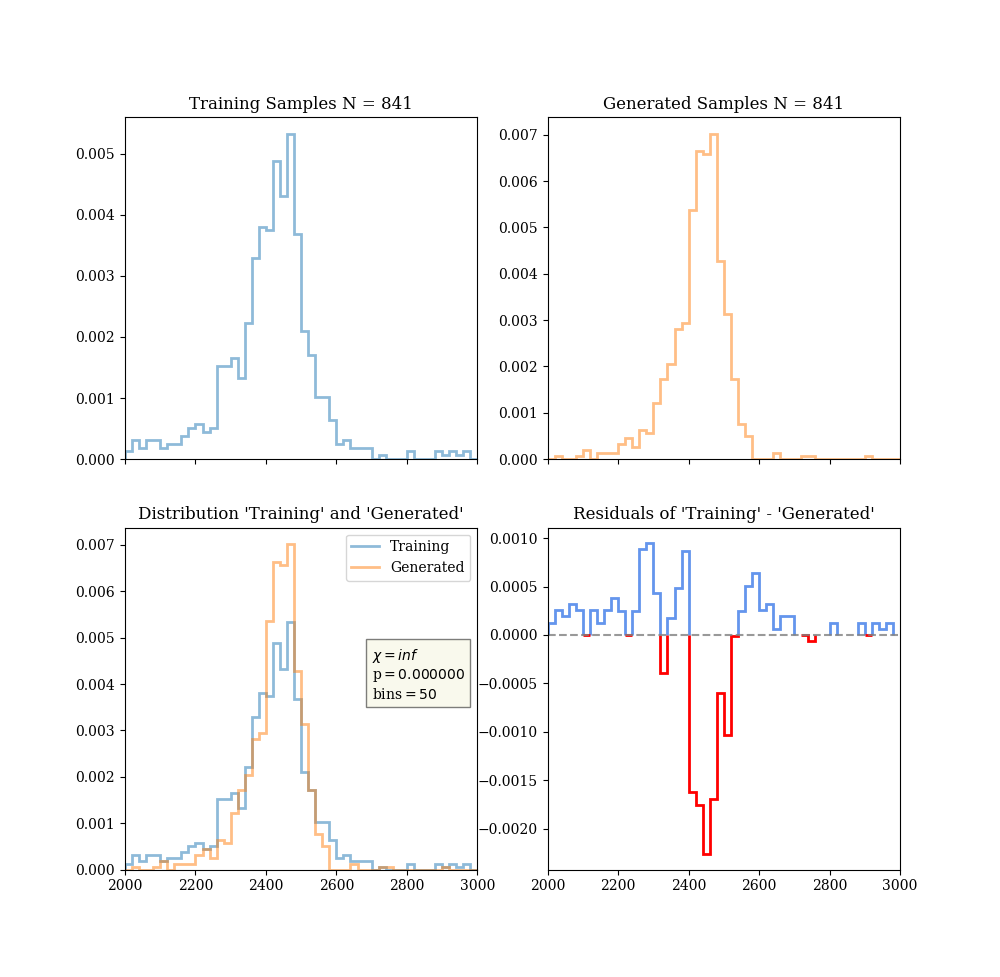 Training Samples N = 841
0.005
0.004
0.003
0.002
0.001
0.000
Generated Samples N = 841
0.007
0.006
0.005
0.004
0.003
0.002
0.001
0.000
Distribution 'Training' and 'Generated'
0.007
0.006
0.005
0.004
0.003
0.002
0.001
0.000
2000 2200 2400 2600 2800 3000
Training
Generated
χ = inf
p = 0.000000
bins = 50
Residuals of 'Training' - 'Generated'
0.0010
0.0005
0.0000
−0.0005
−0.0010
−0.0015
−0.0020
2000 2200 2400 2600 2800 3000